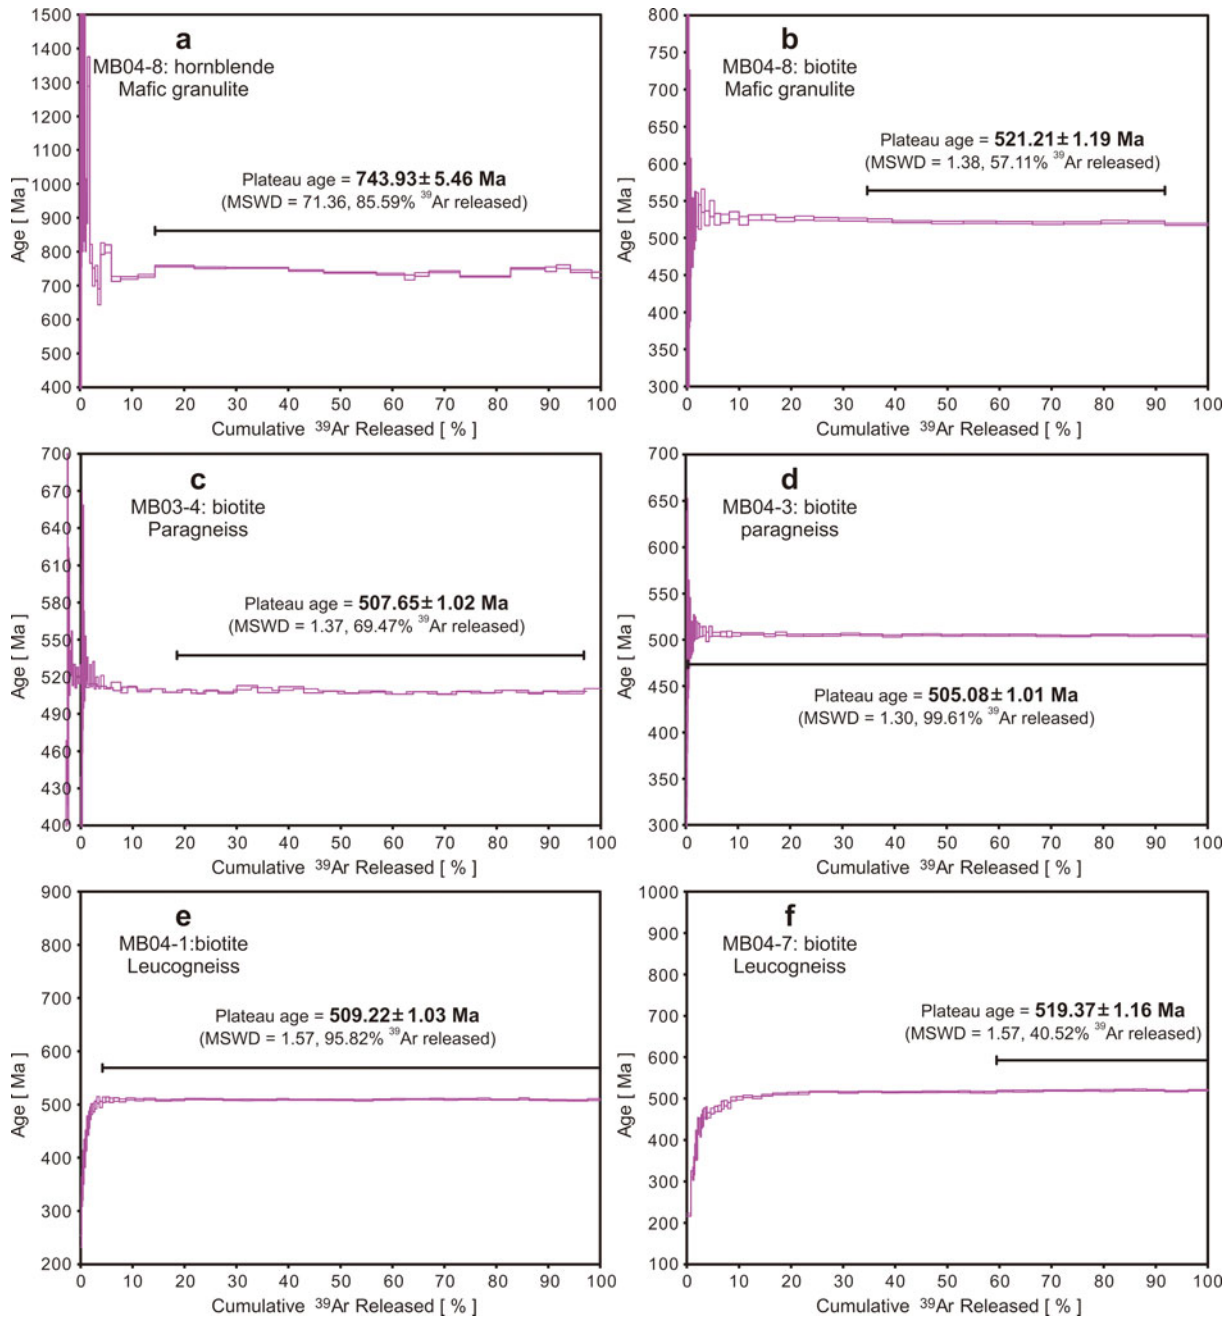 a
MB04-8: hornblende
Mafic granulite
Plateau age = 743.93± 5.46 Ma
(MSWD = 71.36, 85.59% ³⁹Ar released)
Age [ Ma ]
1500
1400
1300
1200
1100
1000
900
800
700
600
500
400
0 10 20 30 40 50 60 70 80 90 100
Cumulative ³⁹Ar Released [ % ]
b
MB04-8: biotite
Mafic granulite
Plateau age = 521.21± 1.19 Ma
(MSWD = 1.38, 57.11% ³⁹Ar released)
Age [ Ma ]
800
750
700
650
600
550
500
450
400
350
300
0 10 20 30 40 50 60 70 80 90 100
Cumulative ³⁹Ar Released [ % ]
c
MB03-4: biotite
Paragneiss
Plateau age = 507.65± 1.02 Ma
(MSWD = 1.37, 69.47% ³⁹Ar released)
Age [ Ma ]
700
670
640
610
580
550
520
490
460
430
400
0 10 20 30 40 50 60 70 80 90 100
Cumulative ³⁹Ar Released [ % ]
d
MB04-3: biotite
paragneiss
Plateau age = 505.08± 1.01 Ma
(MSWD = 1.30, 99.61% ³⁹Ar released)
Age [ Ma ]
700
650
600
550
500
450
400
350
300
0 10 20 30 40 50 60 70 80 90 100
Cumulative ³⁹Ar Released [ % ]
e
MB04-1:biotite
Leucogneiss
Plateau age = 509.22± 1.03 Ma
(MSWD = 1.57, 95.82% ³⁹Ar released)
Age [ Ma ]
900
800
700
600
500
400
300
200
0 10 20 30 40 50 60 70 80 90 100
Cumulative ³⁹Ar Released [ % ]
f
MB04-7: biotite
Leucogneiss
Plateau age = 519.37± 1.16 Ma
(MSWD = 1.57, 40.52% ³⁹Ar released)
Age [ Ma ]
1000
900
800
700
600
500
400
300
200
100
0 10 20 30 40 50 60 70 80 90 100
Cumulative ³⁹Ar Released [ % ]